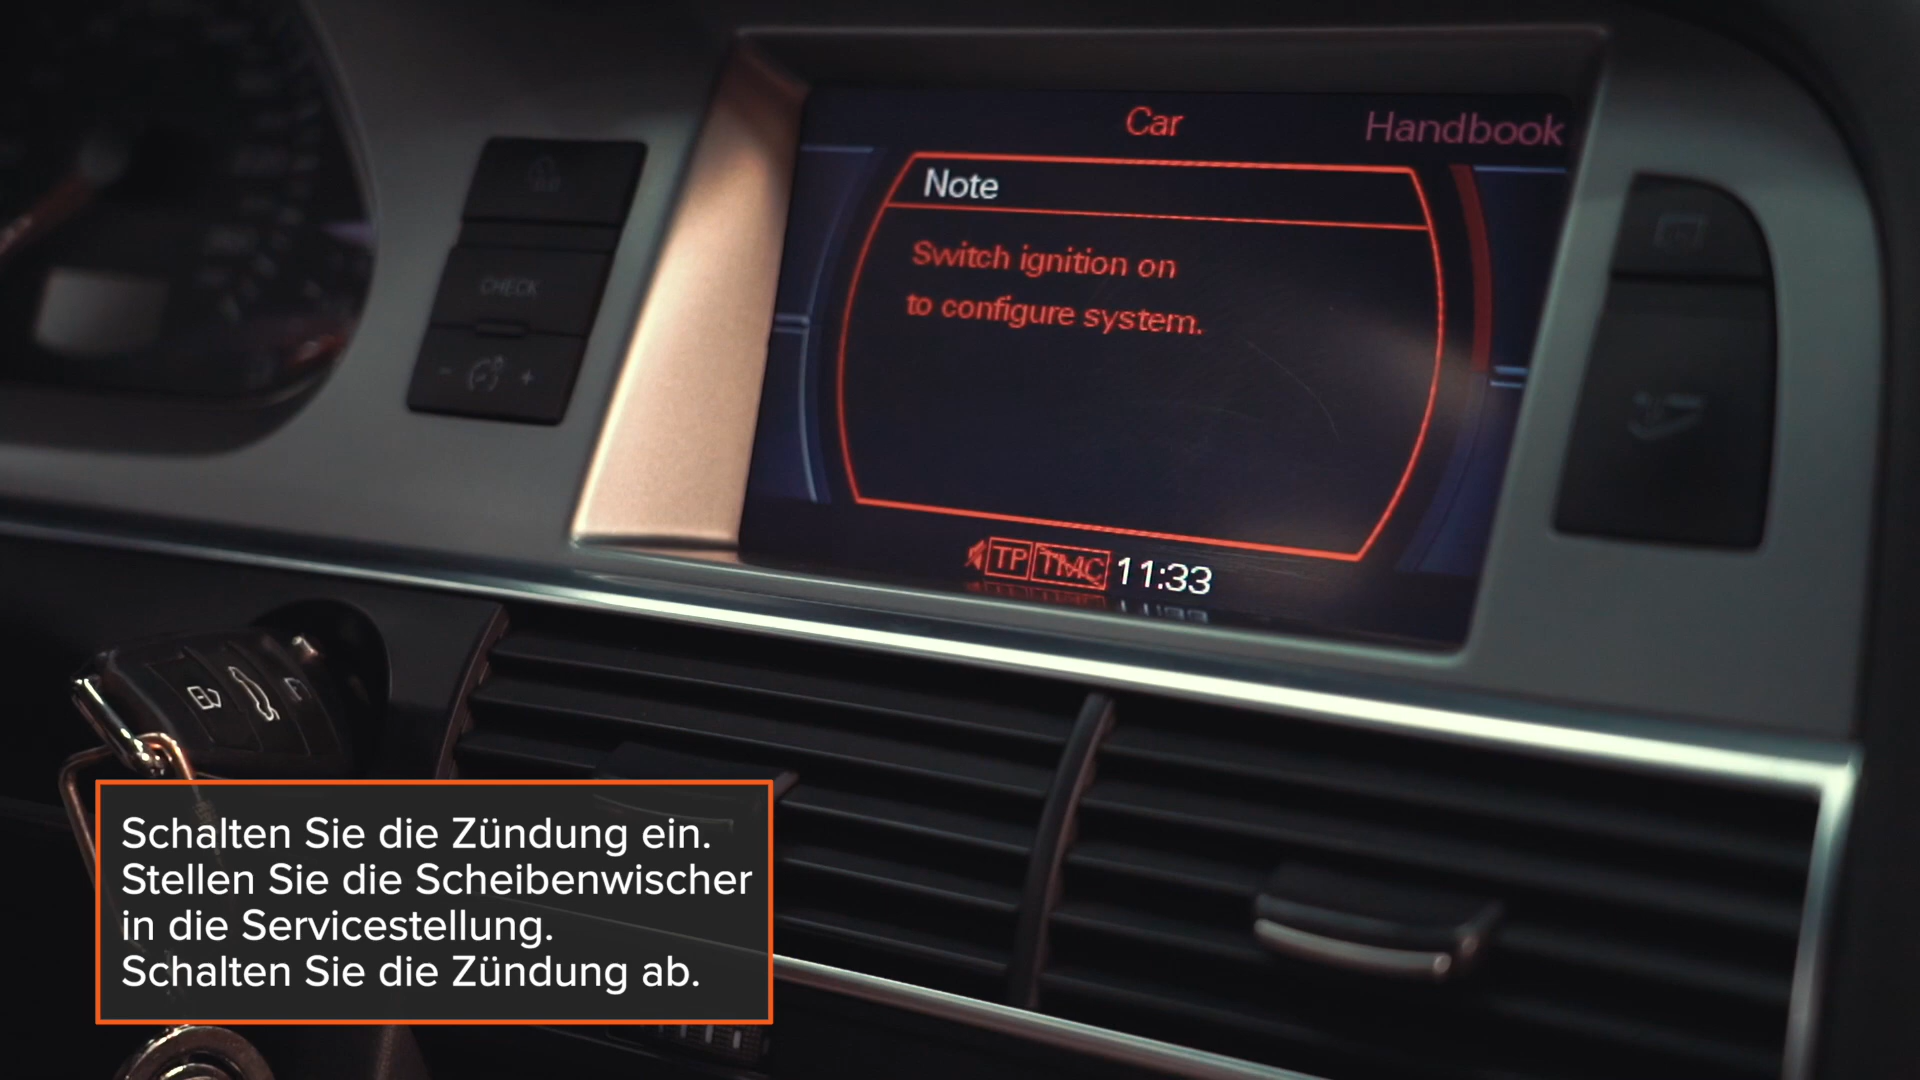 Car
Handbook
Note
Switch ignition on
to configure system.
TP TMC 11:33
CHECK
- +
Schalten Sie die Zündung ein.
Stellen Sie die Scheibenwischer
in die Servicestellung.
Schalten Sie die Zündung ab.